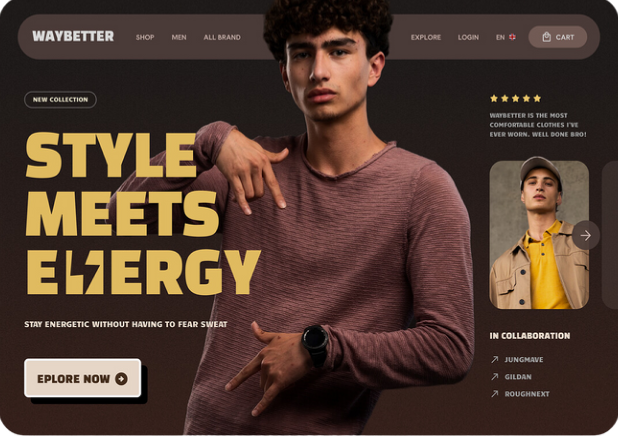 WAYBETTER
SHOP MEN ALL BRAND EXPLORE LOGIN EN CART
NEW COLLECTION
STYLE
MEETS
ENERGY
STAY ENERGETIC WITHOUT HAVING TO FEAR SWEAT
EPLORE NOW
WAYBETTER IS THE MOST
COMFORTABLE CLOTHES I'VE
EVER WORN. WELL DONE BRO!
IN COLLABORATION
JUNGMAVE
GILDAN
ROUGHNEXT